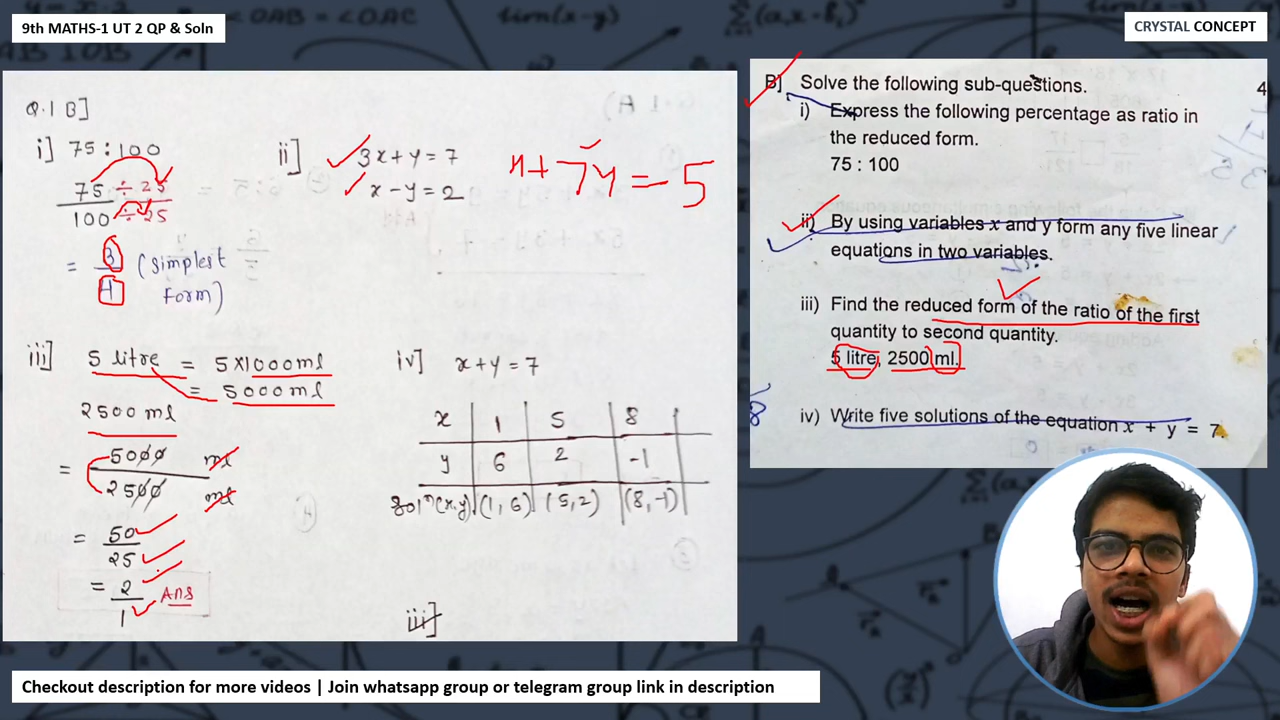 9th MATHS-1 UT 2 QP & Soln
CRYSTAL CONCEPT
Q.1 B]
i] 75 : 100
75 ÷ 25
100 ÷ 25
= 3
4
(simplest
form)
ii] 3x + y = 7
x - y = 2
x + 7y = 5
iii] 5 litre = 5 x 1000 ml
= 5000 ml
2500 ml
= 5000 ml
2500 ml
= 50
25
= 2
1
Ans
iv] x + y = 7
x 1 5 8
y 6 2 -1
Solⁿ (x,y) (1, 6) (5, 2) (8, -1)
iii]
B] Solve the following sub-questions. 4
i) Express the following percentage as ratio in
the reduced form.
75 : 100
ii) By using variables x and y form any five linear
equations in two variables.
iii) Find the reduced form of the ratio of the first
quantity to second quantity.
5 litre, 2500 ml.
iv) Write five solutions of the equation x + y = 7.
Checkout description for more videos | Join whatsapp group or telegram group link in description